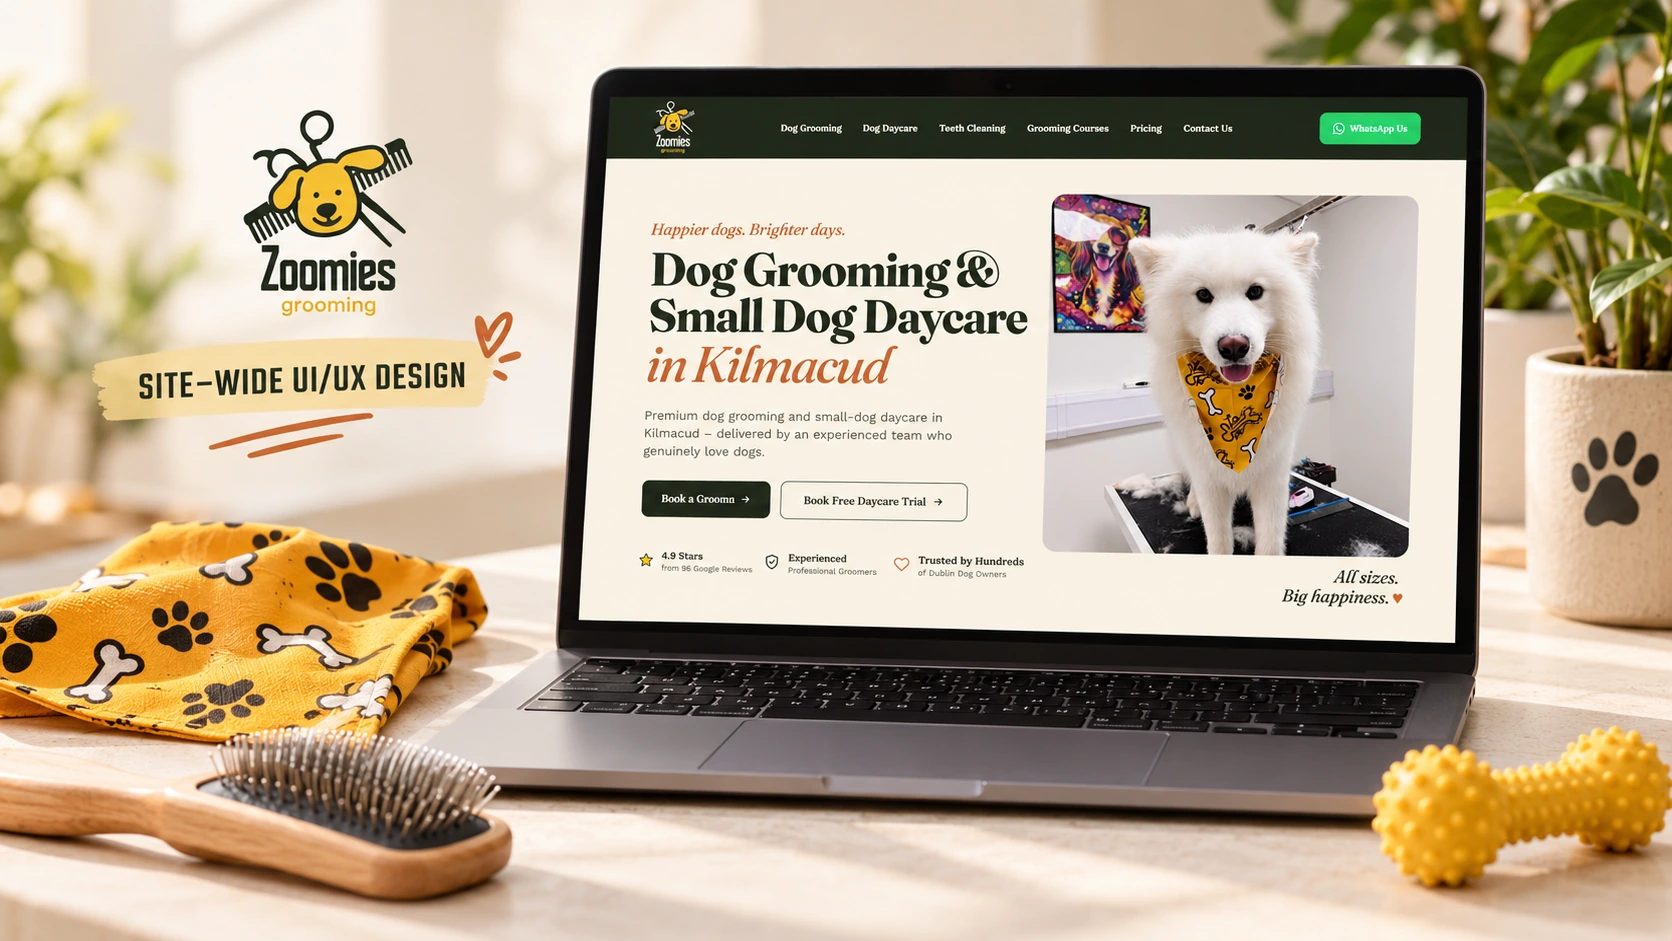 Zoomies
grooming
SITE-WIDE UI/UX DESIGN
Zoomies
grooming
Dog Grooming
Dog Daycare
Teeth Cleaning
Grooming Courses
Pricing
Contact Us
WhatsApp Us
Happier dogs. Brighter days.
Dog Grooming &
Small Dog Daycare
in Kilmacud
Premium dog grooming and small-dog daycare in
Kilmacud – delivered by an experienced team who
genuinely love dogs.
Book a Groomn →
Book Free Daycare Trial →
4.9 Stars
from 96 Google Reviews
Experienced
Professional Groomers
Trusted by Hundreds
of Dublin Dog Owners
All sizes.
Big happiness.